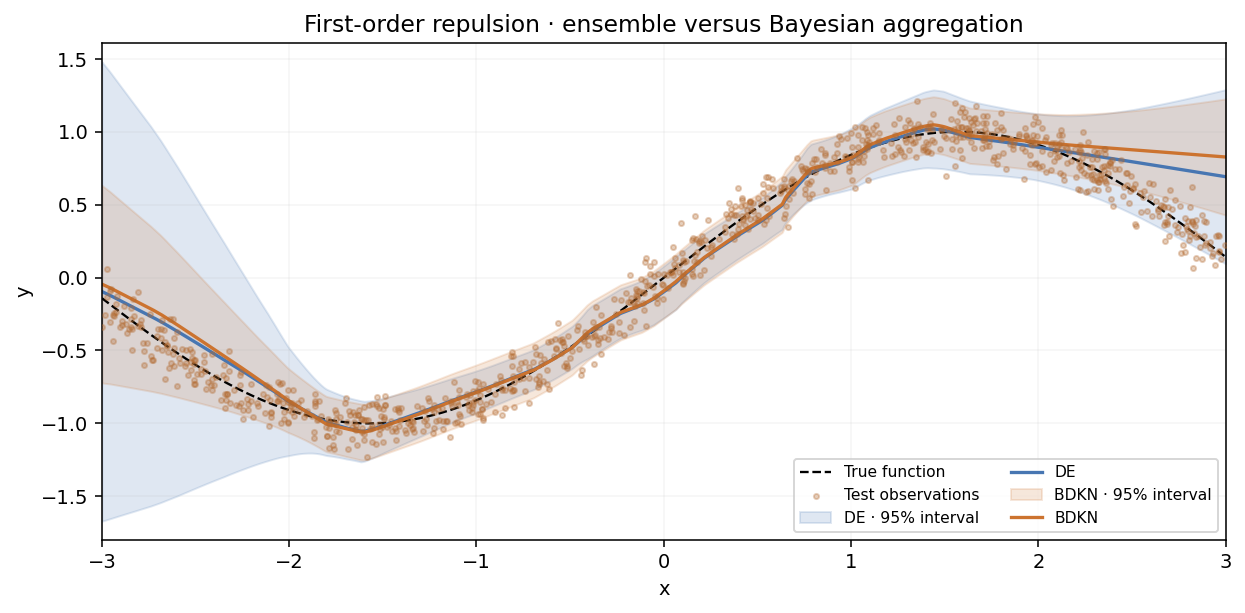 First-order repulsion · ensemble versus Bayesian aggregation
y
1.5
1.0
0.5
0.0
−0.5
−1.0
−1.5
True function
Test observations
DE · 95% interval
DE
BDKN · 95% interval
BDKN
−3
−2
−1
0
1
2
3
x